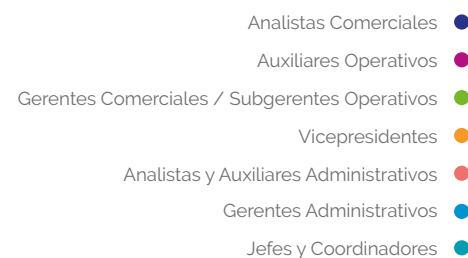 Analistas Comerciales
Auxiliares Operativos
Gerentes Comerciales / Subgerentes Operativos
Vicepresidentes
Analistas y Auxiliares Administrativos
Gerentes Administrativos
Jefes y Coordinadores